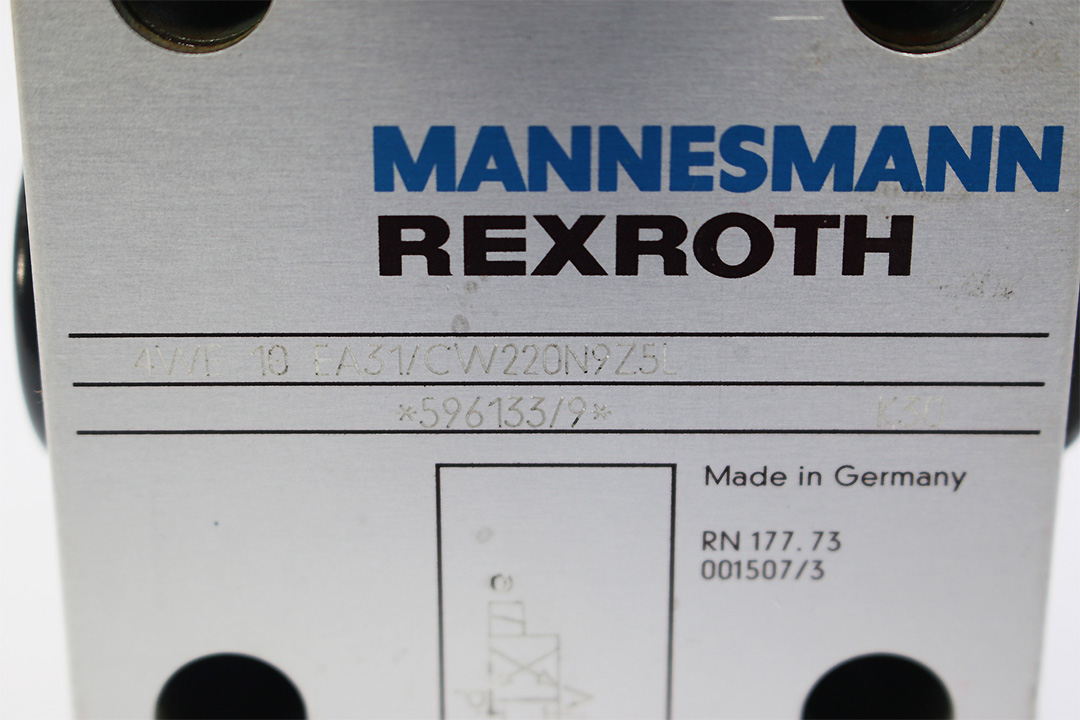 MANNESMANN
REXROTH
4WE 10 EA31/CW220N9Z5L
*596133/9*
Made in Germany
RN 177.73
001507/3
a